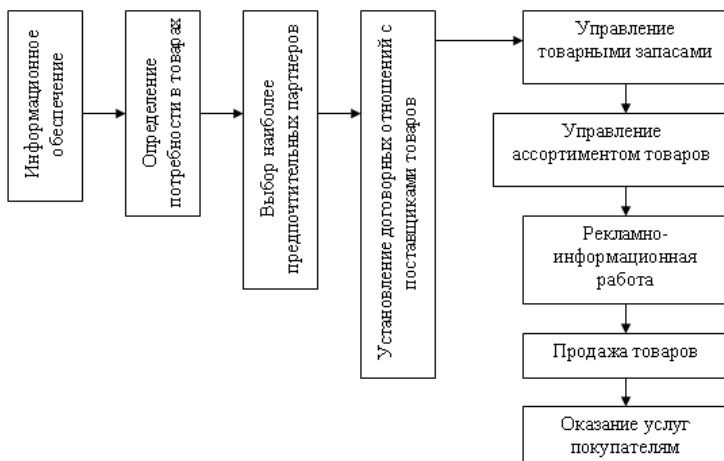 Информационное
обеспечение
Определение
потребности в товарах
Выбор наиболее
предпочтительных партнеров
Установление договорных отношений с
поставщиками товаров
Управление
товарными запасами
Управление
ассортиментом товаров
Рекламно-
информационная
работа
Продажа товаров
Оказание услуг
покупателям